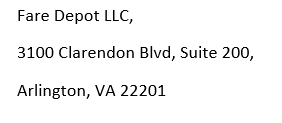 Fare Depot LLC,
3100 Clarendon Blvd, Suite 200,
Arlington, VA 22201